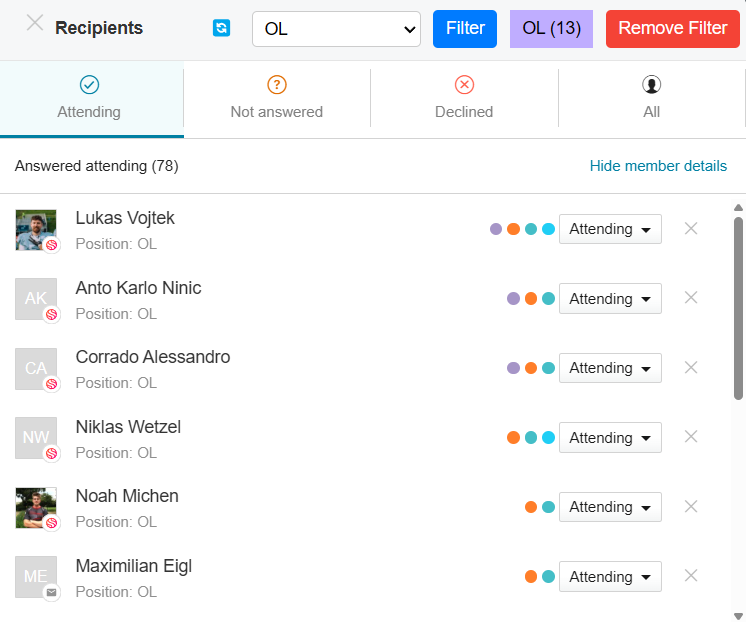 Recipients
OL
Filter
OL (13)
Remove Filter
Attending
Not answered
Declined
All
Answered attending (78)
Hide member details
Lukas Vojtek
Position: OL
Attending
AK
Anto Karlo Ninic
Position: OL
Attending
CA
Corrado Alessandro
Position: OL
Attending
NW
Niklas Wetzel
Position: OL
Attending
Noah Michen
Position: OL
Attending
ME
Maximilian Eigl
Position: OL
Attending